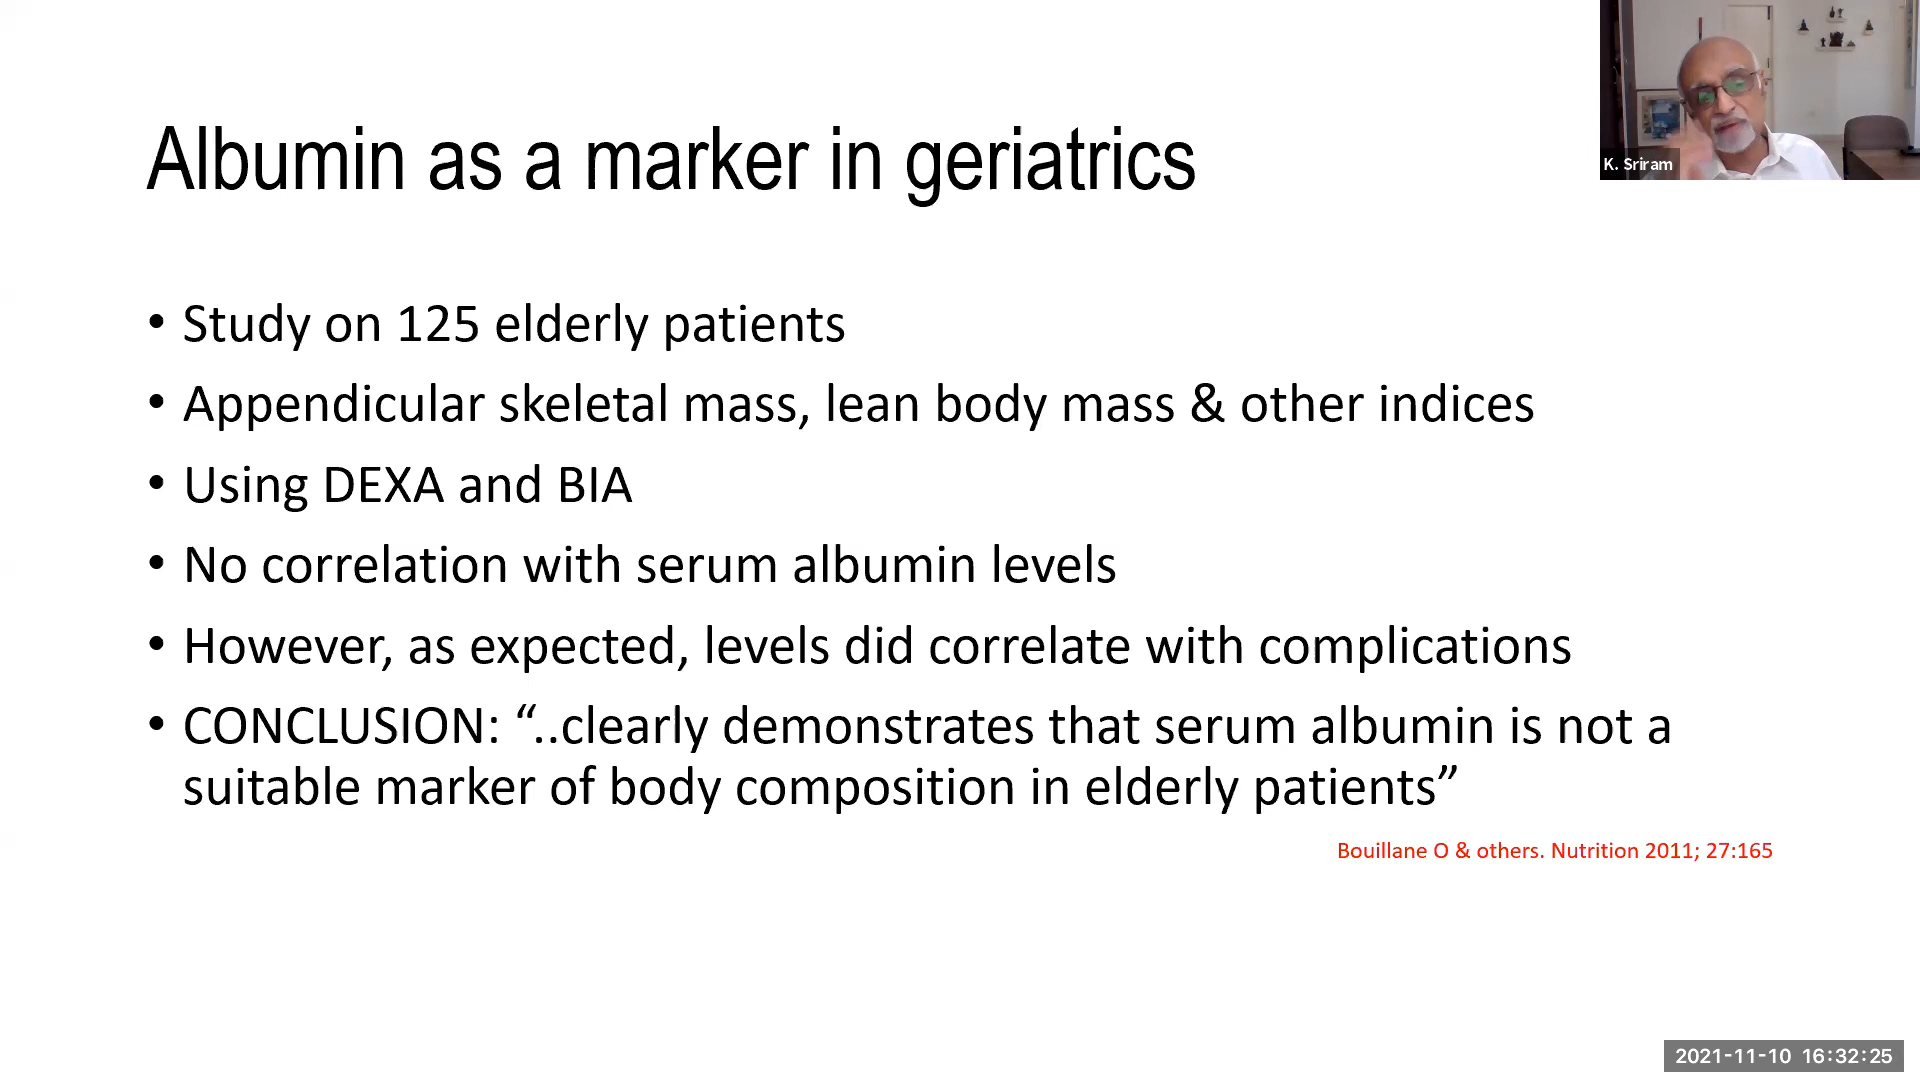 Albumin as a marker in geriatrics
K. Sriram
• Study on 125 elderly patients
• Appendicular skeletal mass, lean body mass & other indices
• Using DEXA and BIA
• No correlation with serum albumin levels
• However, as expected, levels did correlate with complications
• CONCLUSION: “..clearly demonstrates that serum albumin is not a
suitable marker of body composition in elderly patients”
Bouillane O & others. Nutrition 2011; 27:165
2021-11-10 16:32:25